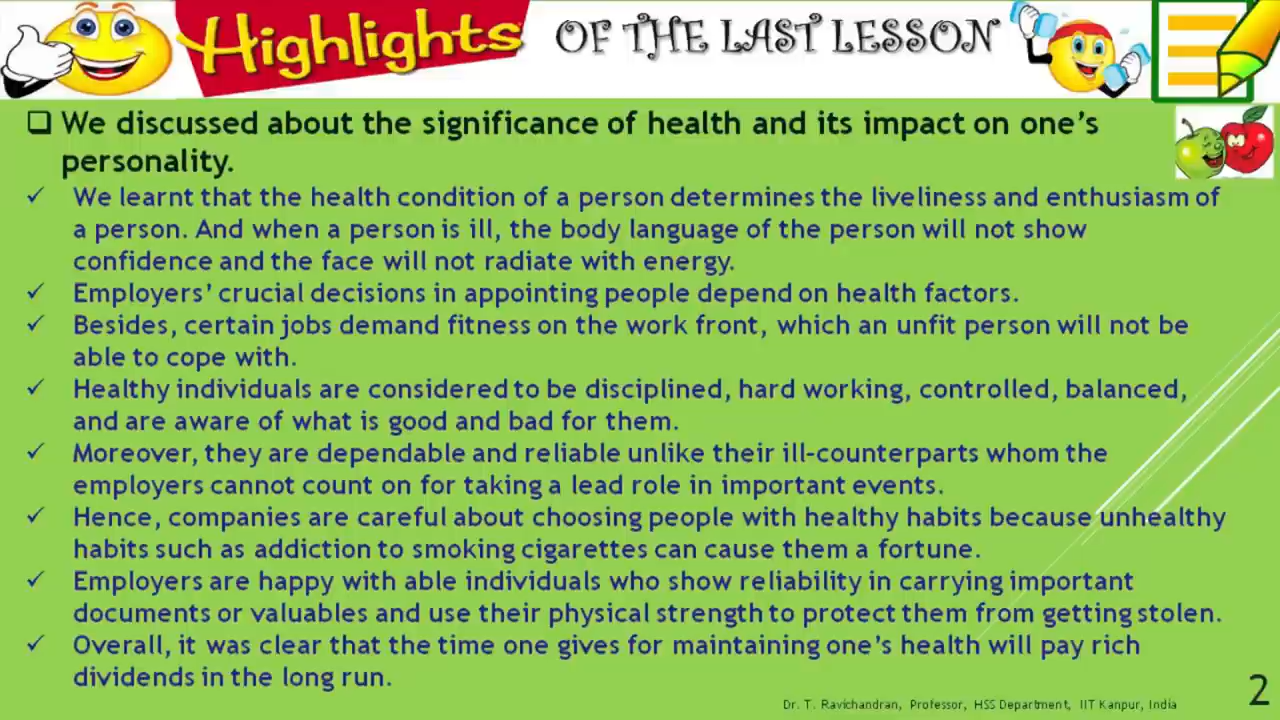 Highlights OF THE LAST LESSON
❑ We discussed about the significance of health and its impact on one's
personality.
✓ We learnt that the health condition of a person determines the liveliness and enthusiasm of
a person. And when a person is ill, the body language of the person will not show
confidence and the face will not radiate with energy.
✓ Employers' crucial decisions in appointing people depend on health factors.
✓ Besides, certain jobs demand fitness on the work front, which an unfit person will not be
able to cope with.
✓ Healthy individuals are considered to be disciplined, hard working, controlled, balanced,
and are aware of what is good and bad for them.
✓ Moreover, they are dependable and reliable unlike their ill-counterparts whom the
employers cannot count on for taking a lead role in important events.
✓ Hence, companies are careful about choosing people with healthy habits because unhealthy
habits such as addiction to smoking cigarettes can cause them a fortune.
✓ Employers are happy with able individuals who show reliability in carrying important
documents or valuables and use their physical strength to protect them from getting stolen.
✓ Overall, it was clear that the time one gives for maintaining one's health will pay rich
dividends in the long run.
Dr. T. Ravichandran, Professor, HSS Department, IIT Kanpur, India
2